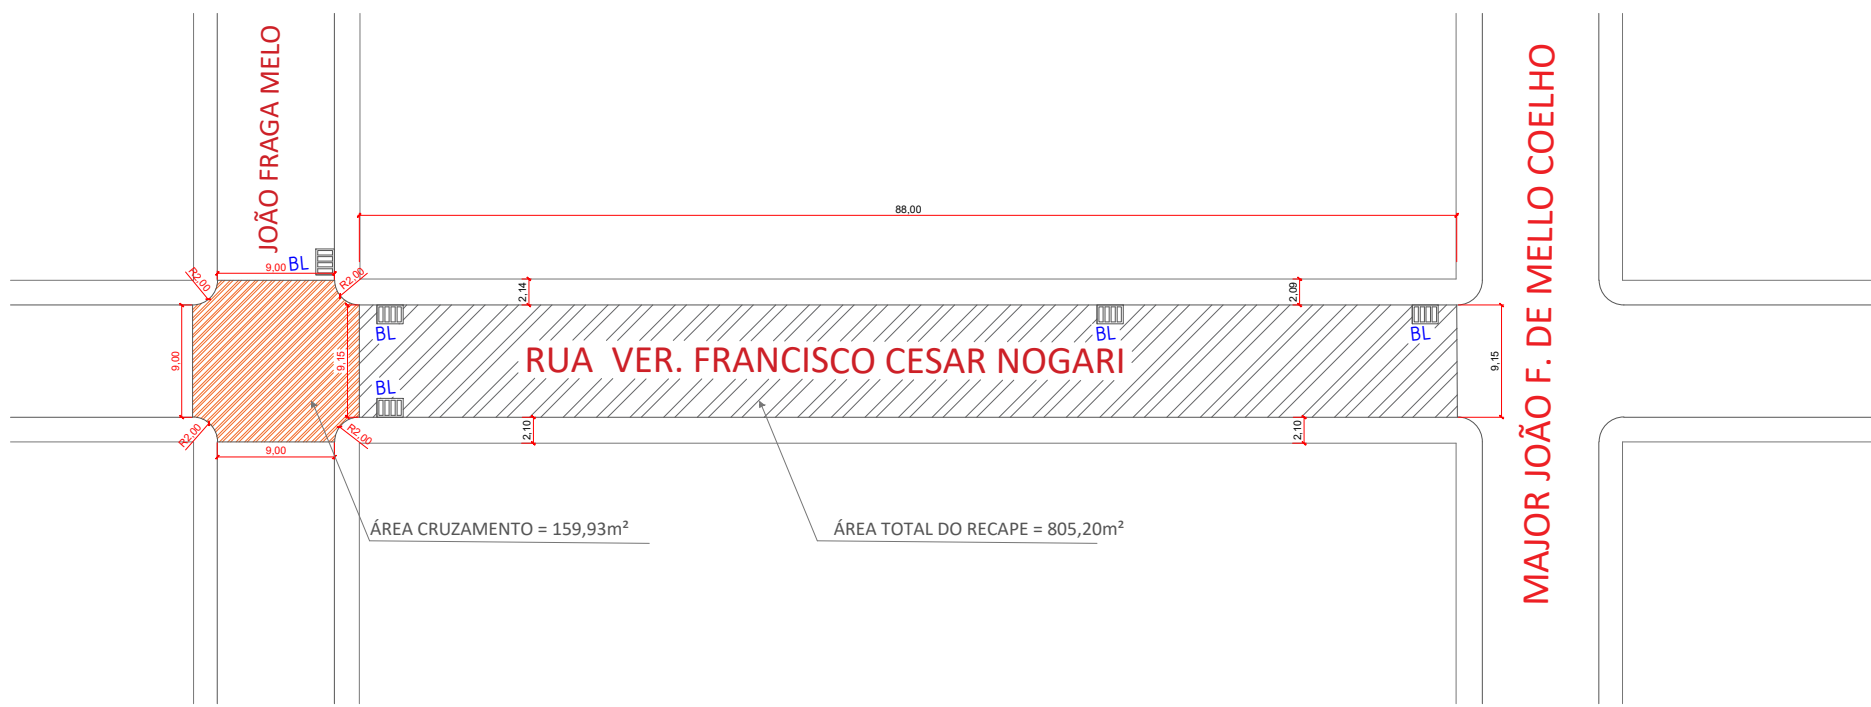 JOÃO FRAGA MELO
MAJOR JOÃO F. DE MELLO COELHO
88,00
BL
9,00
R2,00
R2,00
2,14
2,09
BL
BL
BL
9,00
9,15
RUA VER. FRANCISCO CESAR NOGARI
9,15
BL
R2,00
R2,00
2,10
2,10
9,00
ÁREA CRUZAMENTO = 159,93m²
ÁREA TOTAL DO RECAPE = 805,20m²